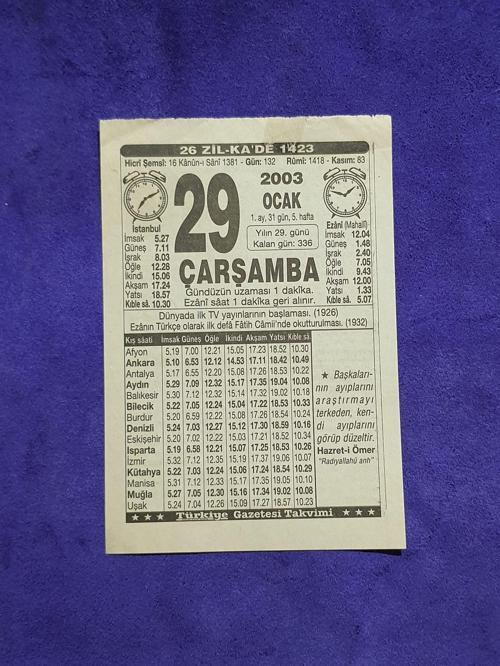 26 ZİL-KA'DE 1423
Hicrî Şemsî: 16 Kânûn-ı Sânî 1381 - Gün: 132 Rûmî: 1418 - Kasım: 83
29
2003
OCAK
1. ay, 31 gün, 5. hafta
Yılın 29. günü
Kalan gün: 336
İstanbul
İmsak 5.27
Güneş 7.11
Işrak 8.03
Öğle 12.28
İkindi 15.06
Akşam 17.24
Yatsı 18.57
Kıble sâ. 10.30
Ezânî (Mahallî)
İmsak 12.04
Güneş 1.48
Işrak 2.40
Öğle 7.05
İkindi 9.43
Akşam 12.00
Yatsı 1.33
Kıble sâ. 5.07
ÇARŞAMBA
Gündüzün uzaması 1 dakika.
Ezânî sâat 1 dakika geri alınır.
Dünyada ilk TV yayınlarının başlaması. (1926)
Ezânın Türkçe olarak ilk defâ Fâtih Câmii'nde okutturulması. (1932)
Kış sâati İmsak Güneş Öğle İkindi Akşam Yatsı Kıble sâ.
Afyon 5.19 7.00 12.21 15.05 17.23 18.52 10.30
Ankara 5.10 6.53 12.12 14.53 17.11 18.42 10.49
Antalya 5.17 6.55 12.20 15.08 17.26 18.53 10.22
Aydın 5.29 7.09 12.32 15.17 17.35 19.04 10.08
Balıkesir 5.30 7.12 12.32 15.14 17.32 19.02 10.18
Bilecik 5.22 7.05 12.24 15.04 17.22 18.53 10.33
Burdur 5.20 6.59 12.22 15.08 17.26 18.54 10.24
Denizli 5.24 7.03 12.27 15.12 17.30 18.59 10.16
Eskişehir 5.20 7.02 12.22 15.03 17.21 18.52 10.34
Isparta 5.19 6.58 12.21 15.07 17.25 18.53 10.26
İzmir 5.32 7.12 12.35 15.19 17.37 19.06 10.07
Kütahya 5.22 7.03 12.24 15.06 17.24 18.54 10.29
Manisa 5.31 7.12 12.33 15.17 17.35 19.05 10.10
Muğla 5.27 7.05 12.30 15.16 17.34 19.02 10.08
Uşak 5.24 7.04 12.26 15.09 17.27 18.57 10.23
★ Başkaları-
nın ayıplarını
araştırmayı
terkeden, ken-
di ayıplarını
görüp düzeltir.
Hazret-i Ömer
"Radıyallahü anh"
★ ★ ★ Türkiye Gazetesi Takvimi ★ ★ ★